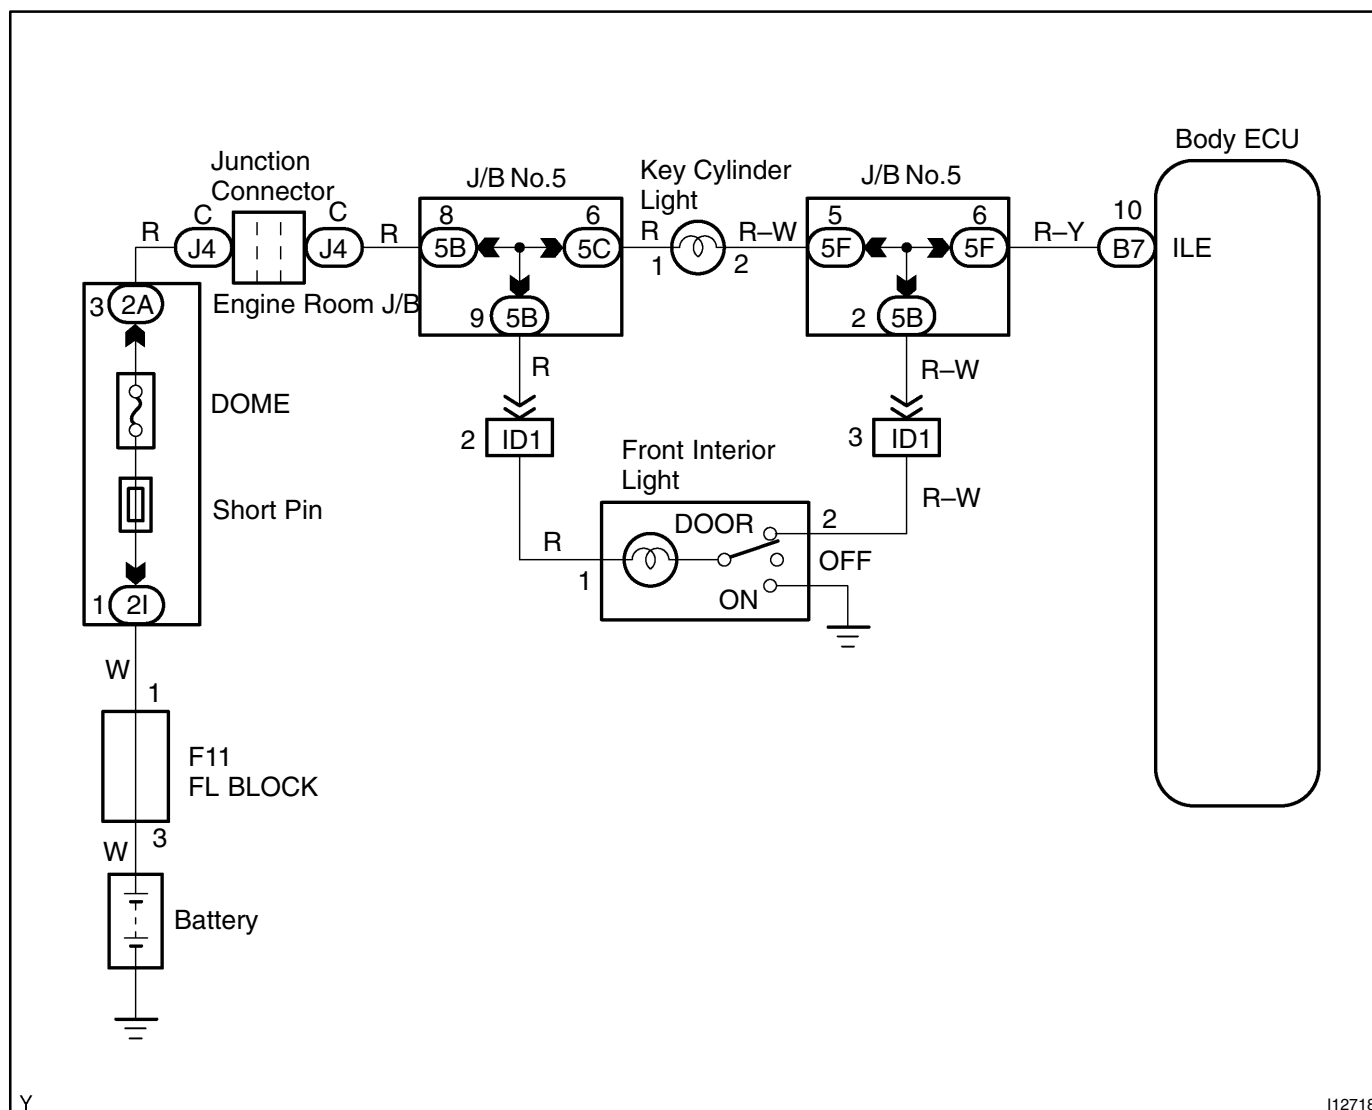 Body ECU
Junction
Connector
J/B No.5
Key Cylinder
Light
J/B No.5
C
C
8
6
5
6
10
R
J4
J4
R
5B
5C
R
R–W
5F
5F
R–Y
B7
ILE
1
2
3
2A
Engine Room J/B
9
5B
2
5B
R
R–W
DOME
2
ID1
3
ID1
Front Interior
Light
R–W
Short Pin
DOOR
2
R
1
OFF
ON
1
2I
W
1
F11
FL BLOCK
3
W
Battery
Y
I12718